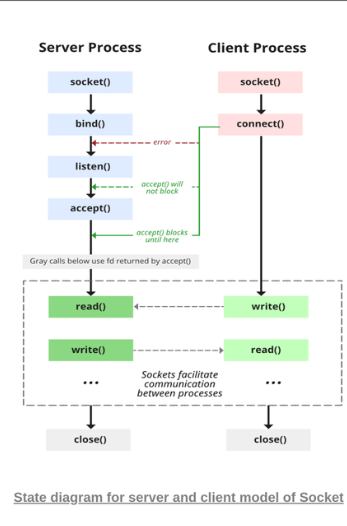 Server Process
Client Process
socket()
socket()
bind()
connect()
error
listen()
accept() will
not block
accept()
accept() blocks
until here
Gray calls below use fd returned by accept()
read()
write()
write()
read()
...
...
Sockets facilitate
communication
between processes
close()
close()
State diagram for server and client model of Socket